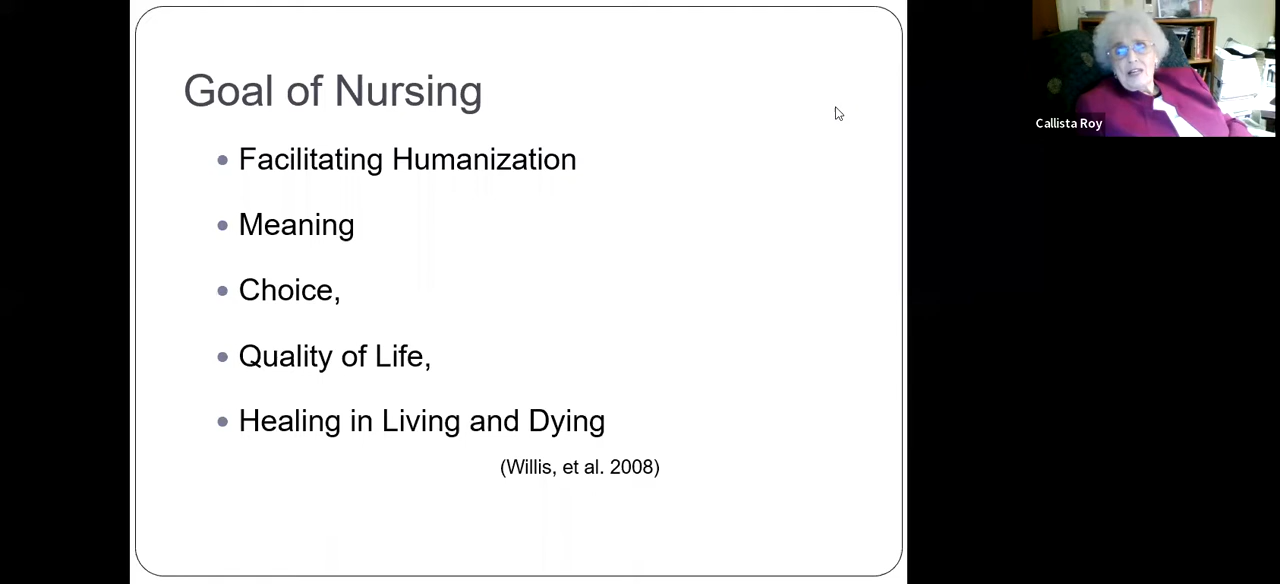 Goal of Nursing
• Facilitating Humanization
• Meaning
• Choice,
• Quality of Life,
• Healing in Living and Dying
(Willis, et al. 2008)
Callista Roy